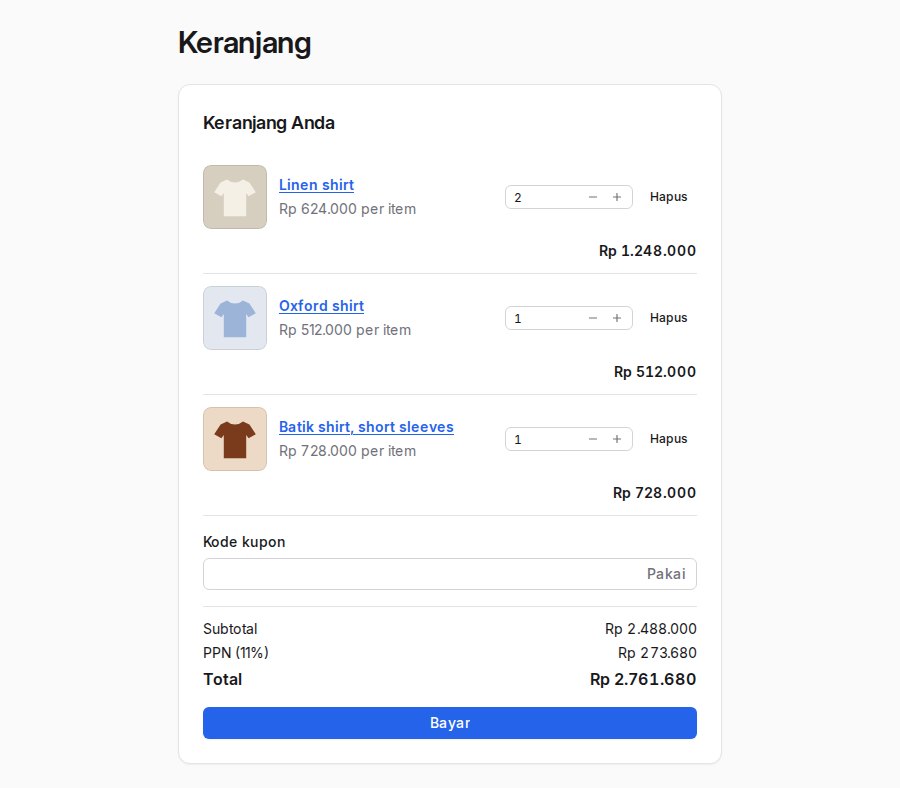 Keranjang
Keranjang Anda
Linen shirt
Rp 624.000 per item
2
Hapus
Rp 1.248.000
Oxford shirt
Rp 512.000 per item
1
Hapus
Rp 512.000
Batik shirt, short sleeves
Rp 728.000 per item
1
Hapus
Rp 728.000
Kode kupon
Pakai
Subtotal Rp 2.488.000
PPN (11%) Rp 273.680
Total Rp 2.761.680
Bayar